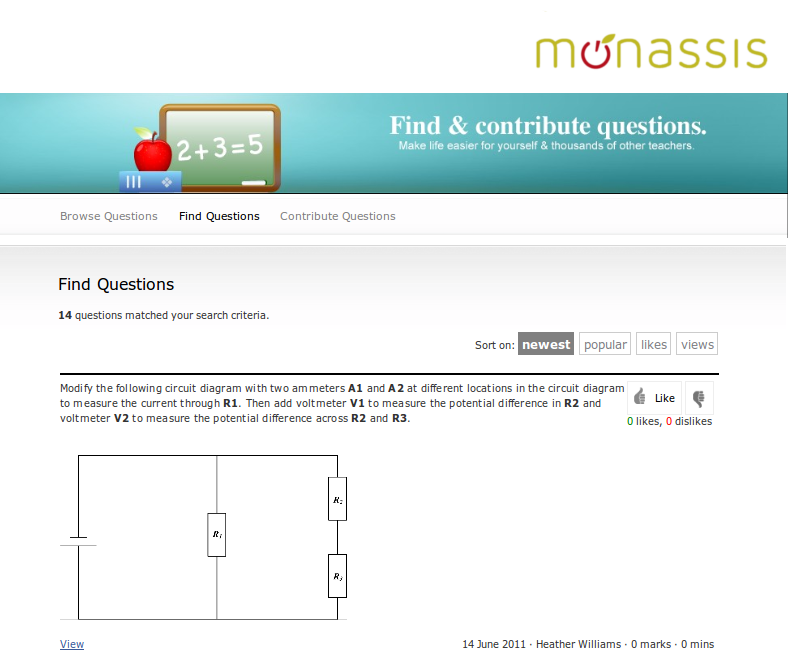 monassis
2+3=5
Find & contribute questions.
Make life easier for yourself & thousands of other teachers.
Browse Questions Find Questions Contribute Questions
Find Questions
14 questions matched your search criteria.
Sort on: newest popular likes views
Modify the following circuit diagram with two ammeters A1 and A2 at different locations in the circuit diagram
to measure the current through R1. Then add voltmeter V1 to measure the potential difference in R2 and
voltmeter V2 to measure the potential difference across R2 and R3.
Like
0 likes, 0 dislikes
R₂
R₁
R₃
View 14 June 2011 · Heather Williams · 0 marks · 0 mins